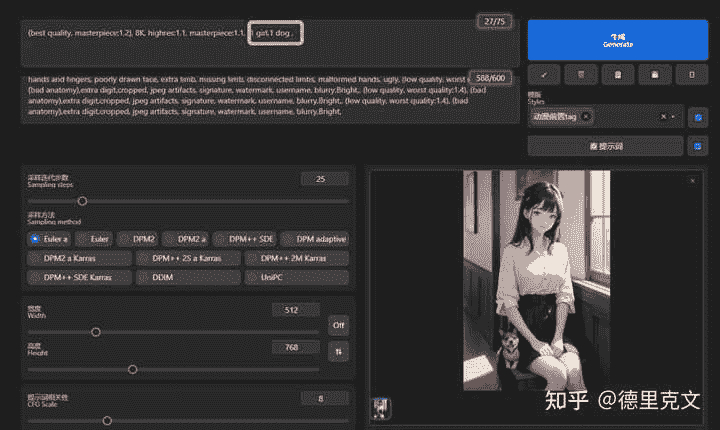 (best quality, masterpiece:1.2), 8K, highres:1.1, masterpiece:1.1, 1 girl,1 dog ,
27/75
hands and fingers, poorly drawn face, extra limb, missing limb, disconnected limbs, malformed hands, ugly, (low quality, worst
588/600
(bad anatomy),extra digit,cropped, jpeg artifacts, signature, watermark, username, blurry,Bright,, (low quality, worst quality:1.4), (bad
anatomy),extra digit,cropped, jpeg artifacts, signature, watermark, username, blurry,Bright,, (low quality, worst quality:1.4), (bad
anatomy),extra digit,cropped, jpeg artifacts, signature, watermark, username, blurry,Bright,
生成
Generate
Styles
动漫前置tag
提示词
采样迭代步数
Sampling steps
25
采样方法
Sampling method
Euler a
Euler
DPM2
DPM2 a
DPM++ SDE
DPM adaptive
DPM2 a Karras
DPM++ 2S a Karras
DPM++ 2M Karras
DPM++ SDE Karras
DDIM
UniPC
宽度
Width
512
Off
高度
Height
768
提示词相关性
CFG Scale
8
知乎 @德里克文